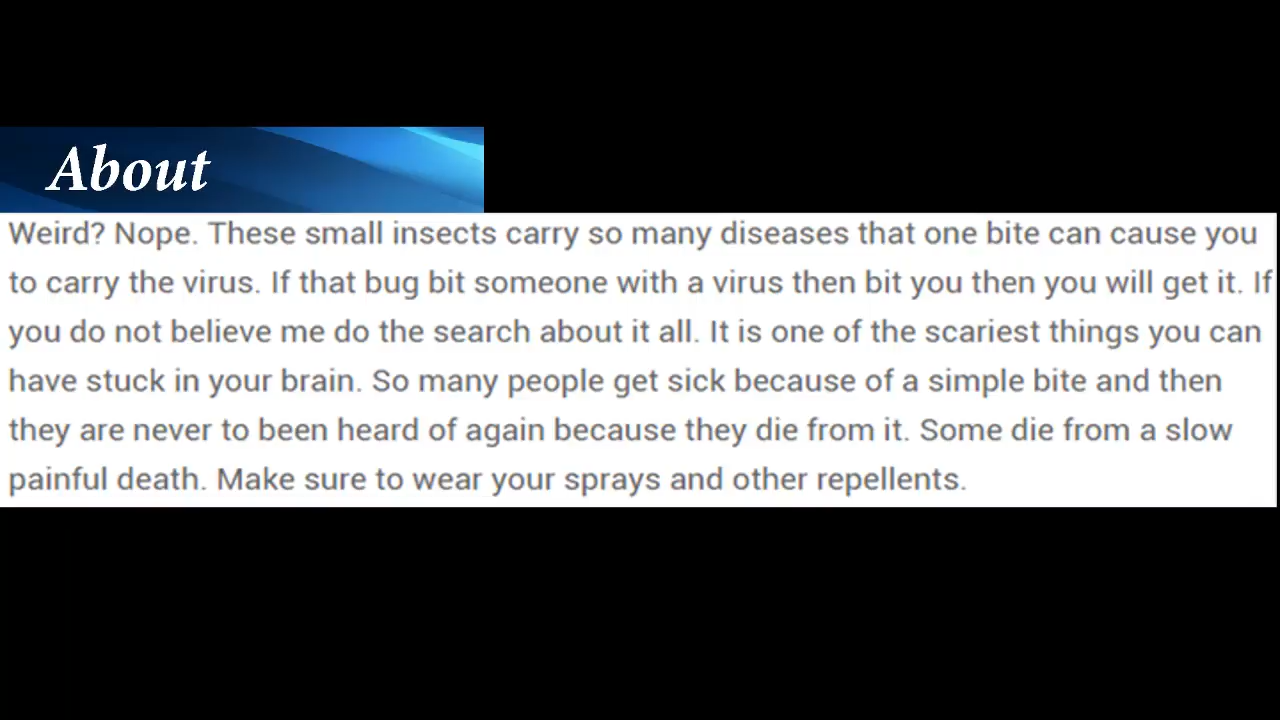 About
Weird? Nope. These small insects carry so many diseases that one bite can cause you
to carry the virus. If that bug bit someone with a virus then bit you then you will get it. If
you do not believe me do the search about it all. It is one of the scariest things you can
have stuck in your brain. So many people get sick because of a simple bite and then
they are never to been heard of again because they die from it. Some die from a slow
painful death. Make sure to wear your sprays and other repellents.